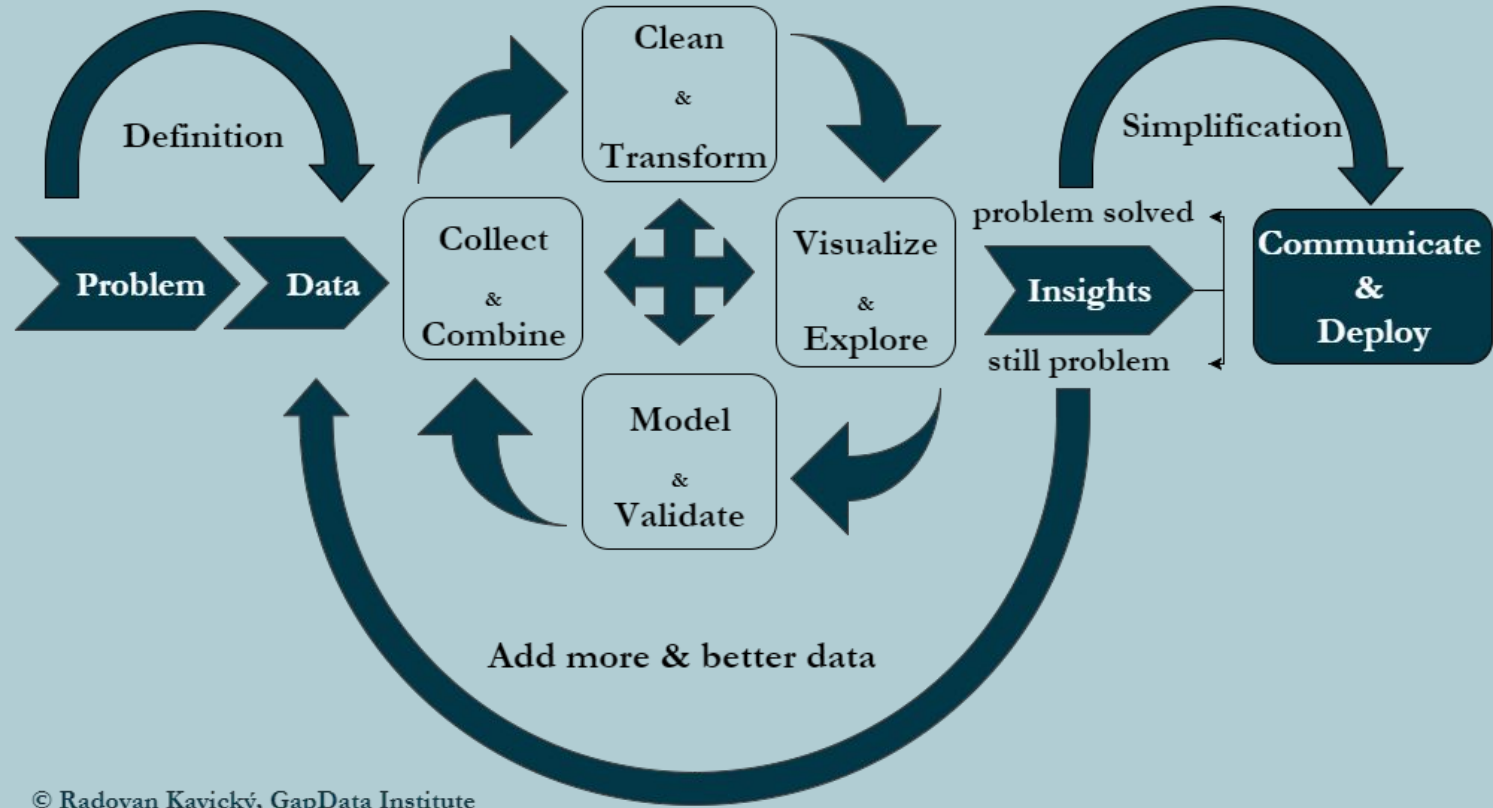 Definition
Problem
Data
Collect
&
Combine
Clean
&
Transform
Visualize
&
Explore
Model
&
Validate
problem solved
Insights
still problem
Simplification
Communicate
&
Deploy
Add more & better data
© Radovan Kavický, GapData Institute